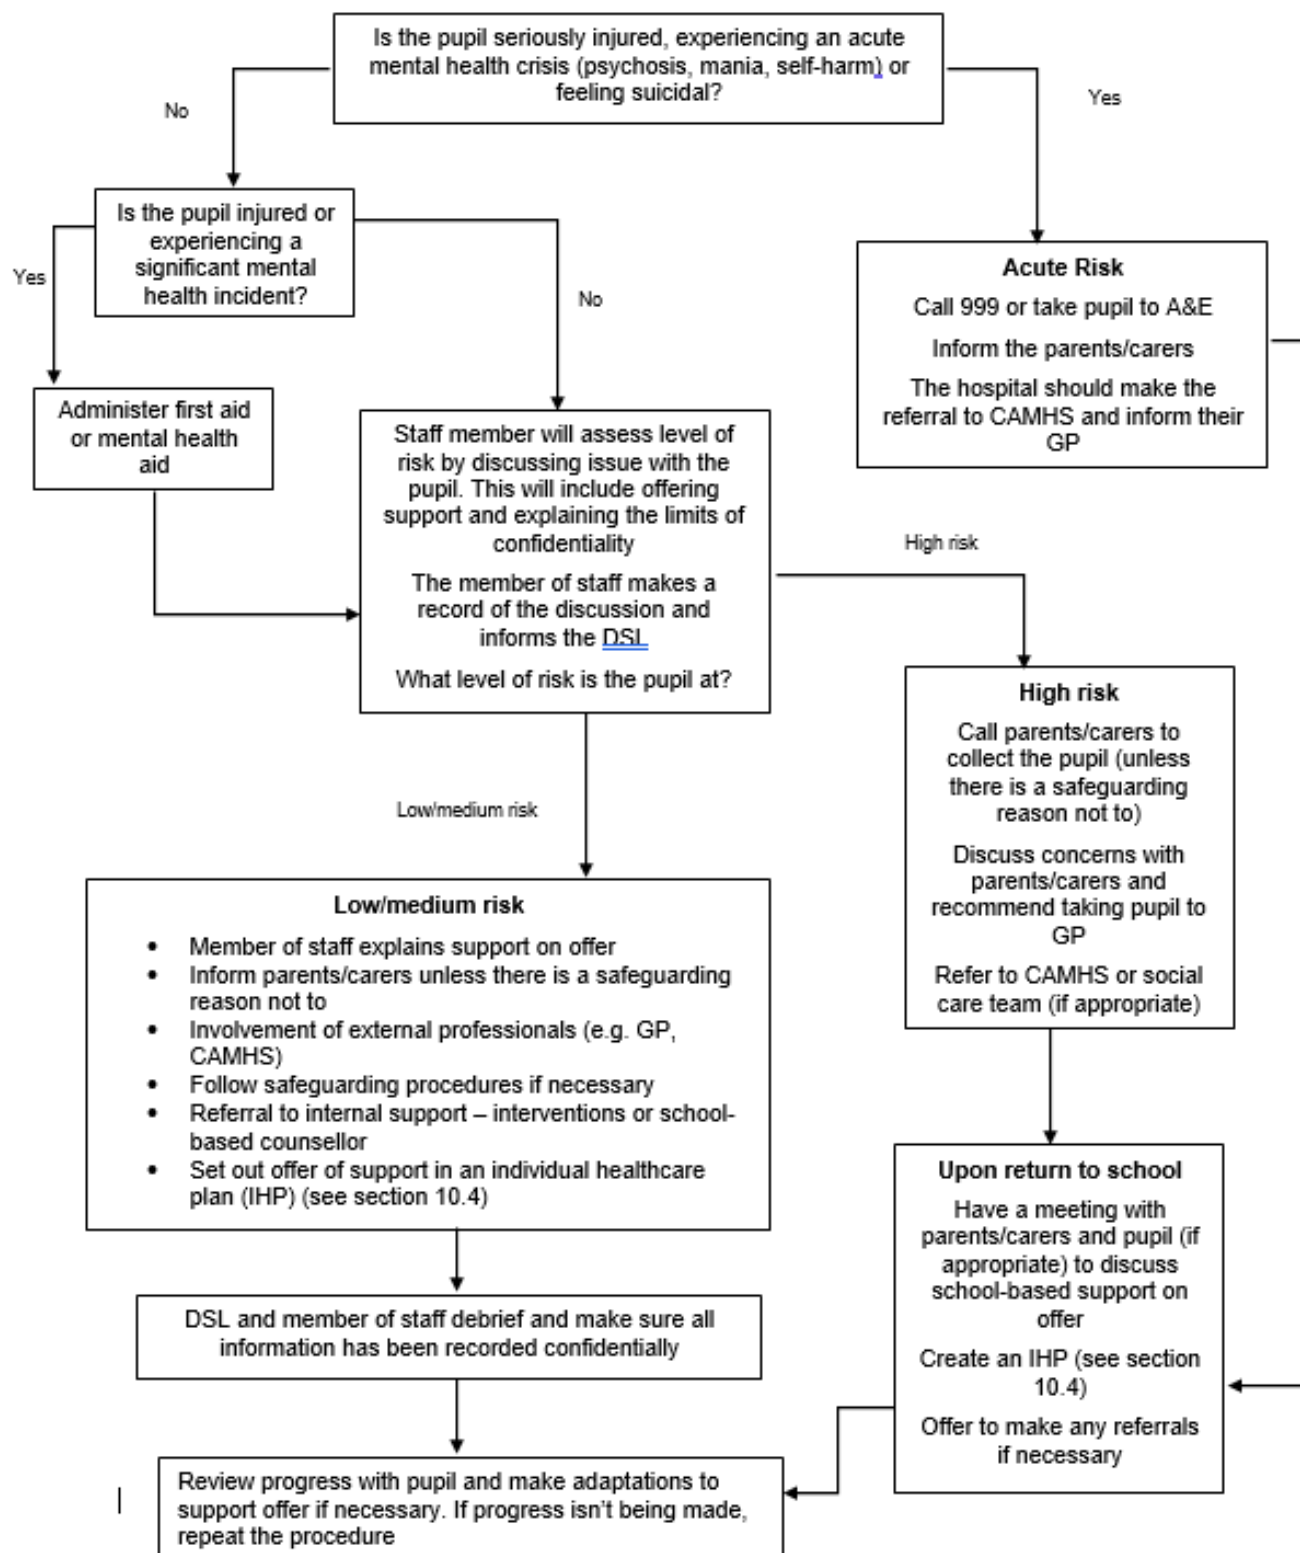 Is the pupil seriously injured, experiencing an acute
mental health crisis (psychosis, mania, self-harm) or
feeling suicidal?
No
Yes
Is the pupil injured or
experiencing a
significant mental
health incident?
Yes
No
Acute Risk
Call 999 or take pupil to A&E
Inform the parents/carers
The hospital should make the
referral to CAMHS and inform their
GP
Administer first aid
or mental health
aid
Staff member will assess level of
risk by discussing issue with the
pupil. This will include offering
support and explaining the limits of
confidentiality
The member of staff makes a
record of the discussion and
informs the DSL
What level of risk is the pupil at?
High risk
High risk
Call parents/carers to
collect the pupil (unless
there is a safeguarding
reason not to)
Discuss concerns with
parents/carers and
recommend taking pupil to
GP
Refer to CAMHS or social
care team (if appropriate)
Low/medium risk
Low/medium risk
• Member of staff explains support on offer
• Inform parents/carers unless there is a safeguarding
reason not to
• Involvement of external professionals (e.g. GP,
CAMHS)
• Follow safeguarding procedures if necessary
• Referral to internal support – interventions or school-
based counsellor
• Set out offer of support in an individual healthcare
plan (IHP) (see section 10.4)
Upon return to school
Have a meeting with
parents/carers and pupil (if
appropriate) to discuss
school-based support on
offer
Create an IHP (see section
10.4)
Offer to make any referrals
if necessary
DSL and member of staff debrief and make sure all
information has been recorded confidentially
Review progress with pupil and make adaptations to
support offer if necessary. If progress isn't being made,
repeat the procedure